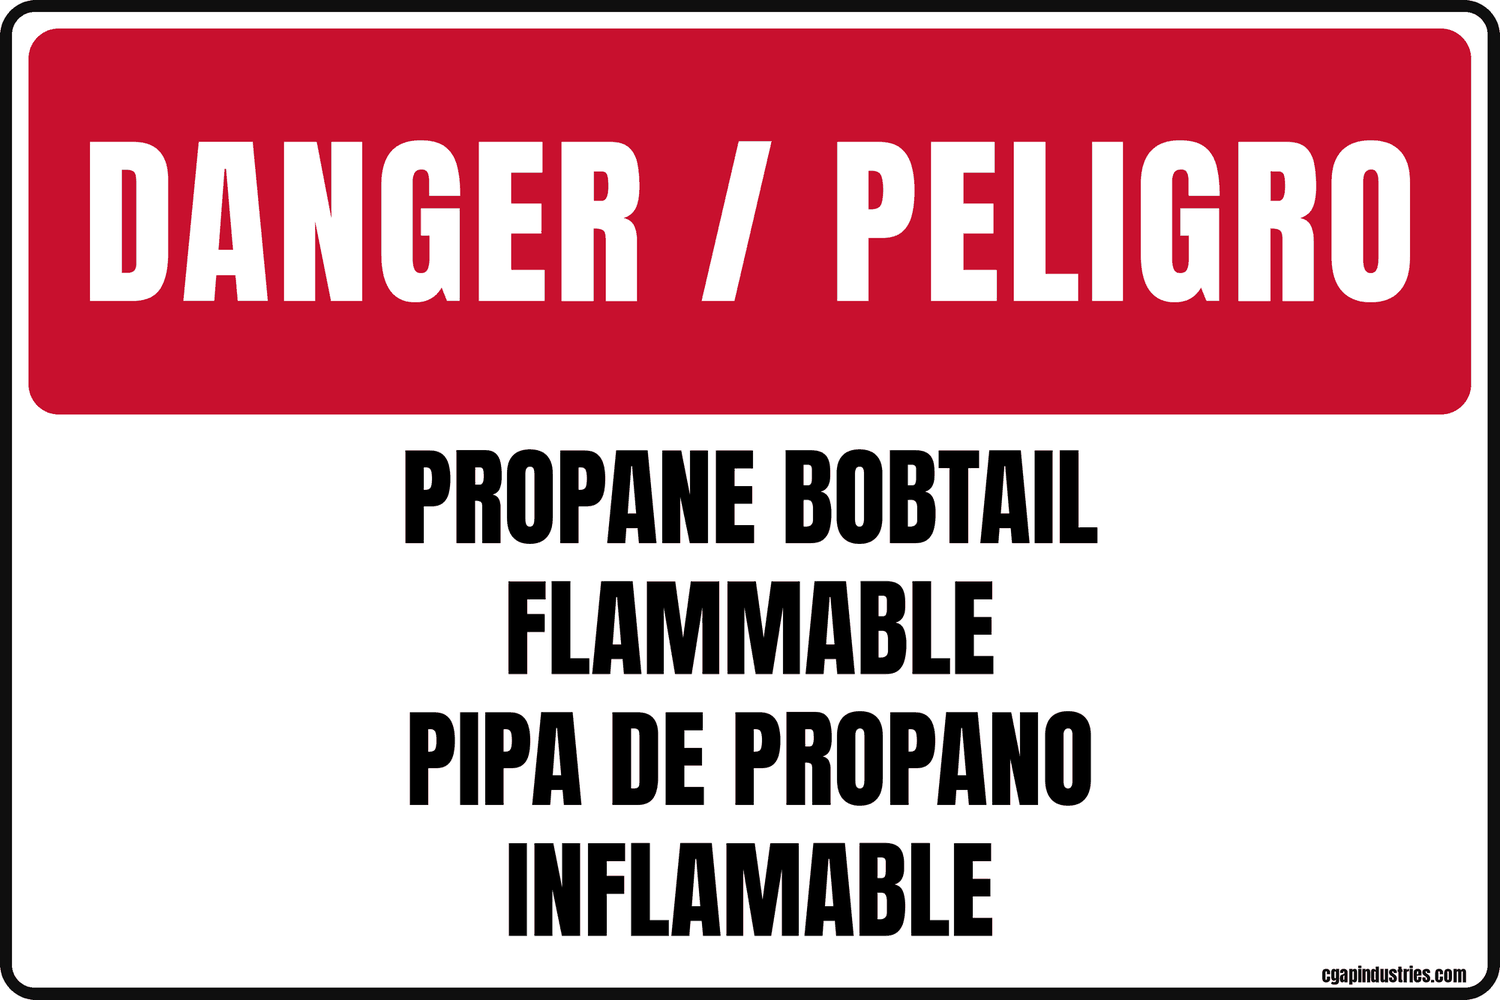 DANGER / PELIGRO
PROPANE BOBTAIL
FLAMMABLE
PIPA DE PROPANO
INFLAMABLE
cgapindustries.com